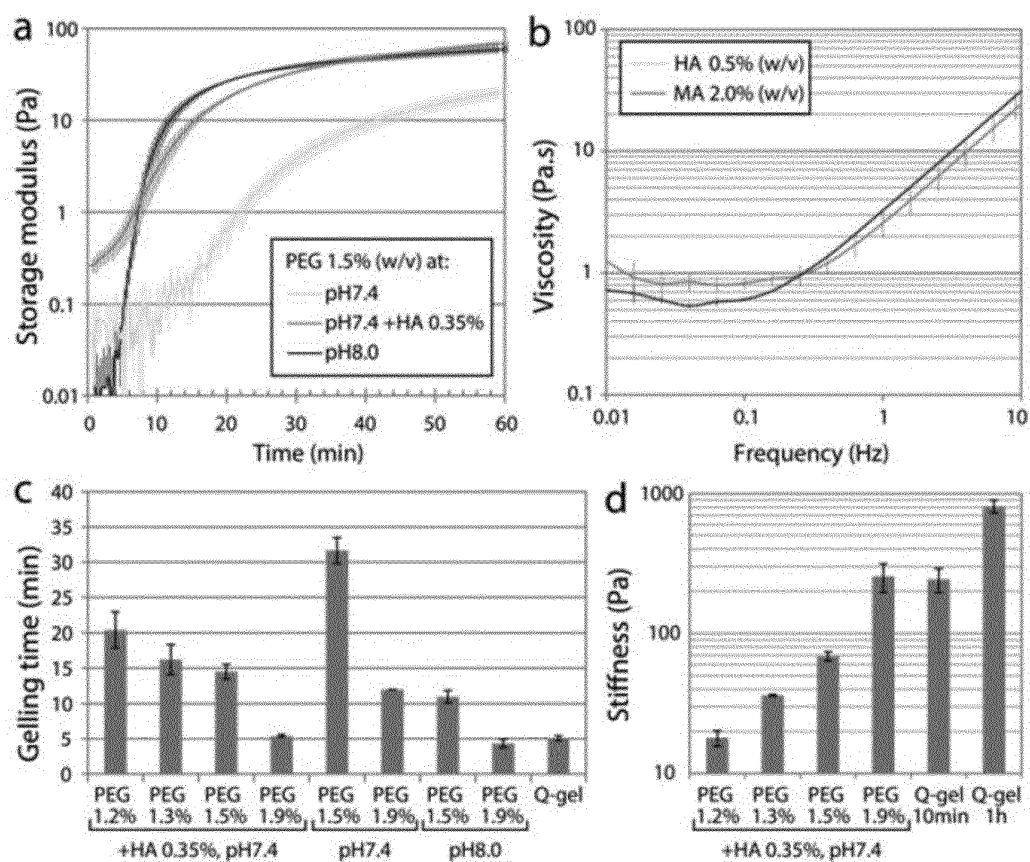 a
Storage modulus (Pa)
100
10
1
0.1
0.01
PEG 1.5% (w/v) at:
pH7.4
pH7.4 +HA 0.35%
pH8.0
0 10 20 30 40 50 60
Time (min)
b
Viscosity (Pa.s)
100
10
1
0.1
HA 0.5% (w/v)
MA 2.0% (w/v)
0.01 0.1 1 10
Frequency (Hz)
c
Gelling time (min)
40
35
30
25
20
15
10
5
0
PEG PEG PEG PEG PEG PEG PEG PEG Q-gel
1.2% 1.3% 1.5% 1.9% 1.5% 1.9% 1.5% 1.9%
+HA 0.35%, pH7.4 pH7.4 pH8.0
d
Stiffness (Pa)
1000
100
10
PEG PEG PEG PEG Q-gel Q-gel
1.2% 1.3% 1.5% 1.9% 10min 1h
+HA 0.35%, pH7.4